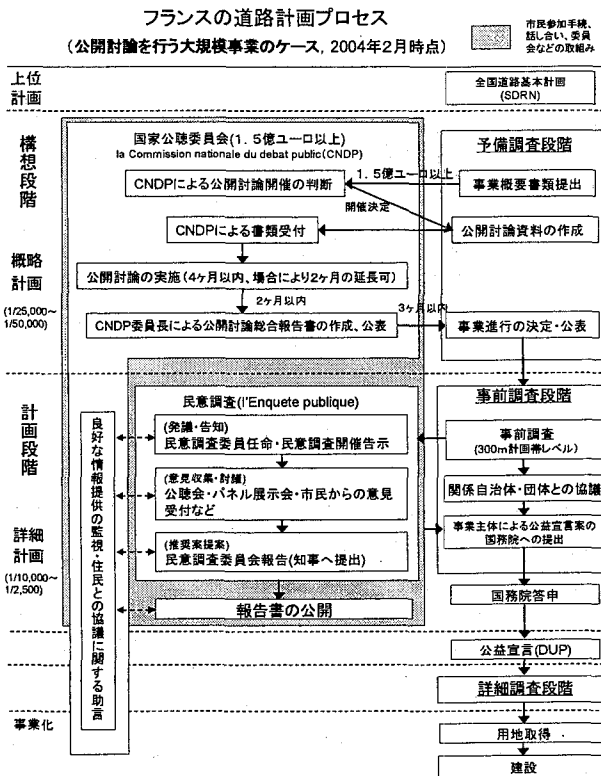 フランスの道路計画プロセス
(公開討論を行う大規模事業のケース, 2004年2月時点)
市民参加手続、
話し合い、委員
会などの取組み
上位
計画
全国道路基本計画
(SDRN)
構想段階
国家公聴委員会(1.5億ユーロ以上)
la Commission nationale du debat public(CNDP)
予備調査段階
CNDPによる公開討論開催の判断
1.5億ユーロ以上
事業概要書類提出
開催決定
CNDPによる書類受付
公開討論資料の作成
概略
計画
(1/25,000~
1/50,000)
公開討論の実施(4ヶ月以内、場合により2ヶ月の延長可)
2ヶ月以内
CNDP委員長による公開討論総合報告書の作成、公表
3ヶ月以内
事業進行の決定・公表
計画段階
良好な情報提供の監視・住民との協議に関する助言
民意調査(l'Enquete publique)
事前調査段階
(発議・告知)
民意調査委員任命・民意調査開催告示
事前調査
(300m計画帯レベル)
(意見収集・討議)
公聴会・パネル展示会・市民からの意見
受付など
関係自治体・団体との協議
詳細
計画
(1/10,000~
1/2,500)
(推奨案提案)
民意調査委員会報告(知事へ提出)
事業主体による公益宣言案の
国務院への提出
報告書の公開
国務院答申
公益宣言(DUP)
詳細調査段階
事業化
用地取得
建設